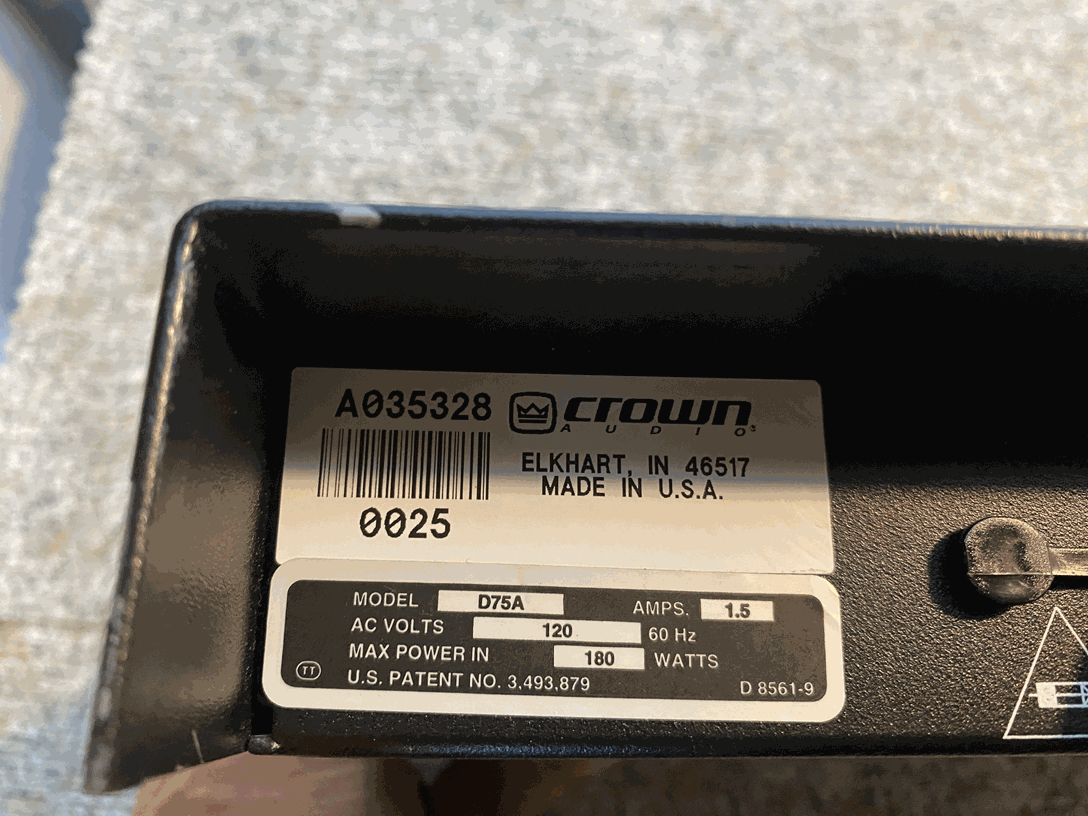 A035328
crown
AUDIO
ELKHART, IN 46517
MADE IN U.S.A.
0025
MODEL D75A AMPS. 1.5
AC VOLTS 120 60 Hz
MAX POWER IN 180 WATTS
TT U.S. PATENT NO. 3,493,879 D 8561-9